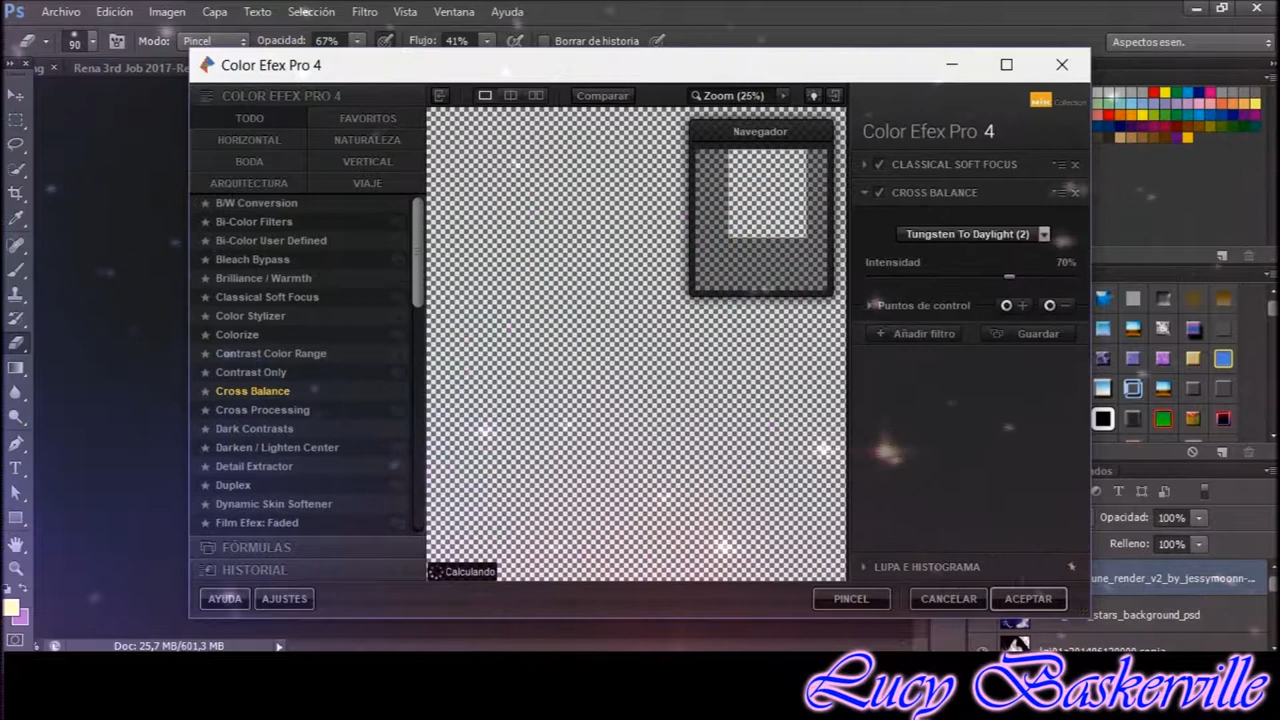 Ps Archivo Edición Imagen Capa Texto Selección Filtro Vista Ventana Ayuda
90 Modo: Pincel Opacidad: 67% Flujo: 41% Borrar de historia Aspectos esen.
Rena 3rd Job 2017-Re
Color Efex Pro 4
COLOR EFEX PRO 4
Comparar
Zoom (25%)
TODO FAVORITOS
HORIZONTAL NATURALEZA
BODA VERTICAL
ARQUITECTURA VIAJE
B/W Conversion
Bi-Color Filters
Bi-Color User Defined
Bleach Bypass
Brilliance / Warmth
Classical Soft Focus
Color Stylizer
Colorize
Contrast Color Range
Contrast Only
Cross Balance
Cross Processing
Dark Contrasts
Darken / Lighten Center
Detail Extractor
Duplex
Dynamic Skin Softener
Film Efex: Faded
FÓRMULAS
HISTORIAL
AYUDA AJUSTES
Navegador
Calculando
Collection
Color Efex Pro 4
CLASSICAL SOFT FOCUS
CROSS BALANCE
Tungsten To Daylight (2)
Intensidad 70%
Puntos de control
Añadir filtro Guardar
LUPA E HISTOGRAMA
PINCEL CANCELAR ACEPTAR
Opacidad: 100%
Relleno: 100%
une_render_v2_by_jessymoonn-...
_stars_background_psd
Doc: 25,7 MB/601,3 MB
Lucy Baskerville